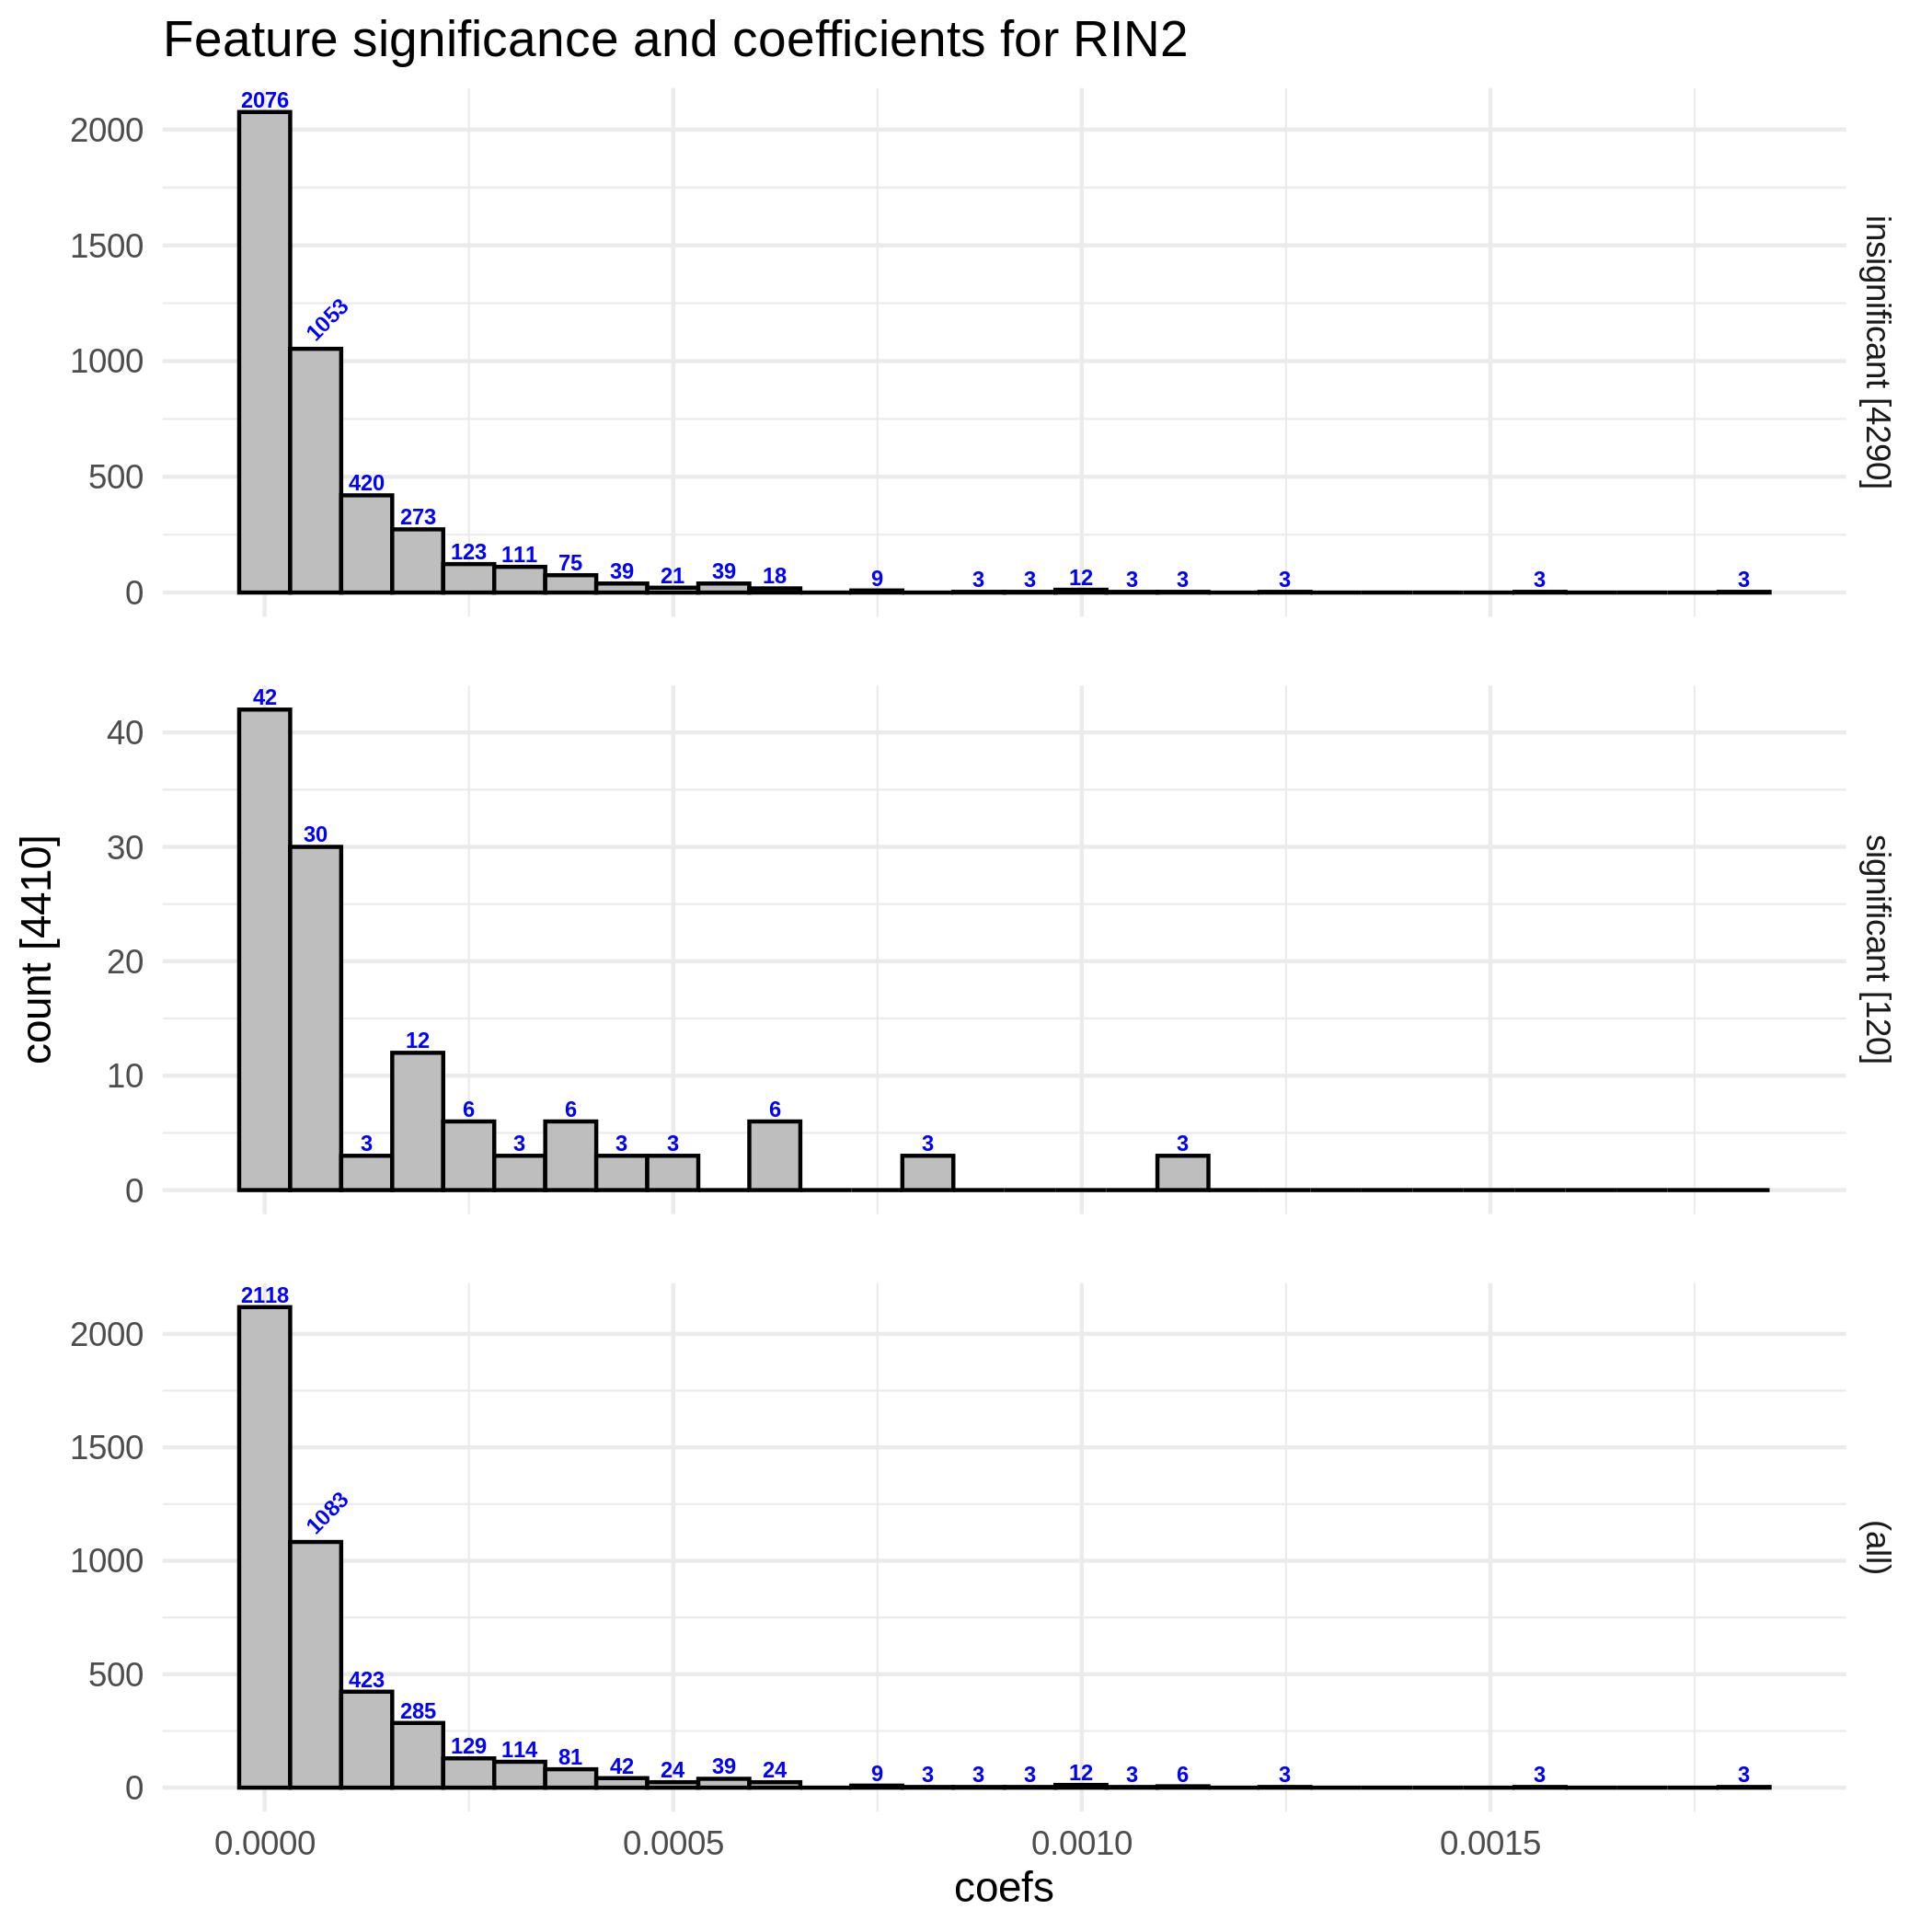 Feature significance and coefficients for RIN2
2076
2000
1500
1053
1000
420
500
273
123 111 75 39 21 39 18 9 3 3 12 3 3 3 3 3
0
insignificant [4290]
42
40
30
30
20
12
10
6 6 6
3 3 3 3 3 3
0
significant [120]
count [4410]
2118
2000
1500
1083
1000
423
500
285
129 114 81 42 24 39 24 9 3 3 3 12 3 6 3 3 3
0
(all)
0.0000 0.0005 0.0010 0.0015
coefs